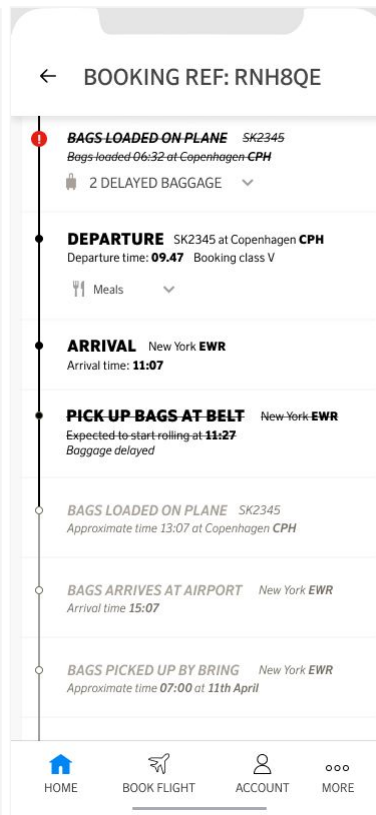 BOOKING REF: RNH8QE
BAGS LOADED ON PLANE SK2345
Bags loaded 06:32 at Copenhagen CPH
2 DELAYED BAGGAGE
DEPARTURE SK2345 at Copenhagen CPH
Departure time: 09.47 Booking class V
Meals
ARRIVAL New York EWR
Arrival time: 11:07
PICK UP BAGS AT BELT New York EWR
Expected to start rolling at 11:27
Baggage delayed
BAGS LOADED ON PLANE SK2345
Approximate time 13:07 at Copenhagen CPH
BAGS ARRIVES AT AIRPORT New York EWR
Arrival time 15:07
BAGS PICKED UP BY BRING New York EWR
Approximate time 07:00 at 11th April
HOME BOOK FLIGHT ACCOUNT MORE